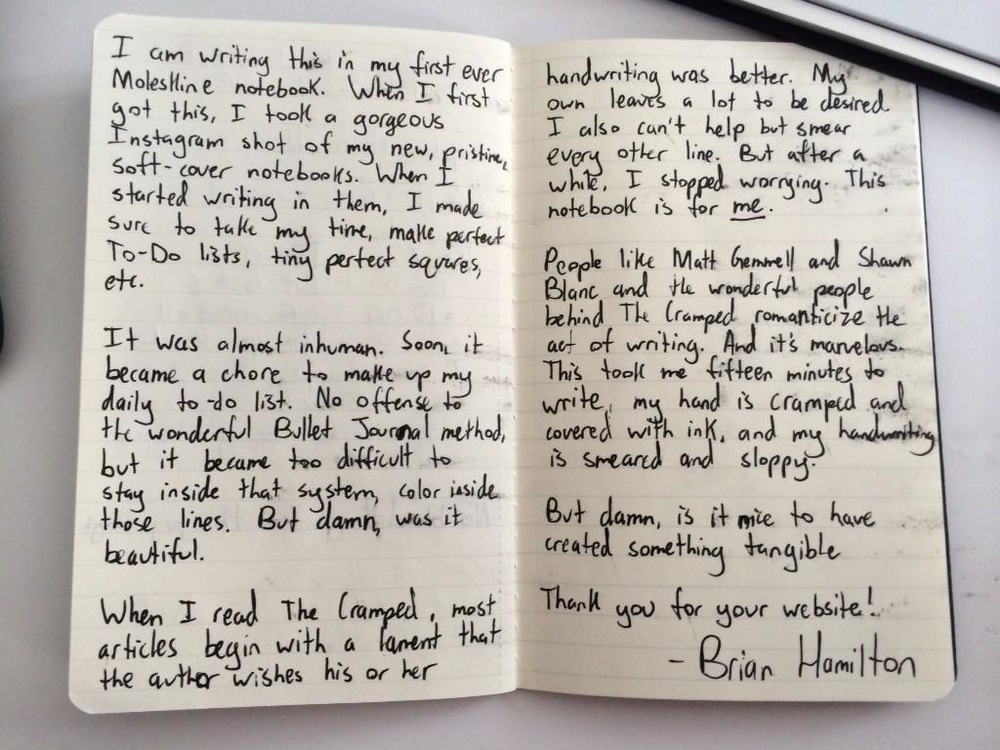 I am writing this in my first ever
Moleskine notebook. When I first
got this, I took a gorgeous
Instagram shot of my new, pristine,
soft-cover notebooks. When I
started writing in them, I made
sure to take my time, make perfect
To-Do lists, tiny perfect squares,
etc.
It was almost inhuman. Soon, it
became a chore to make up my
daily to-do list. No offense to
the wonderful Bullet Journal method,
but it became too difficult to
stay inside that system, color inside
those lines. But damn, was it
beautiful.
When I read The Cramped, most
articles begin with a lament that
the author wishes his or her
handwriting was better. My
own leaves a lot to be desired.
I also can't help but smear
every other line. But after a
while, I stopped worrying. This
notebook is for me.
People like Matt Gemmell and Shawn
Blanc and the wonderful people
behind The Cramped romanticize the
act of writing. And it's marvelous.
This took me fifteen minutes to
write, my hand is cramped and
covered with ink, and my handwriting
is smeared and sloppy.
But damn, is it nice to have
created something tangible
Thank you for your website!
- Brian Hamilton